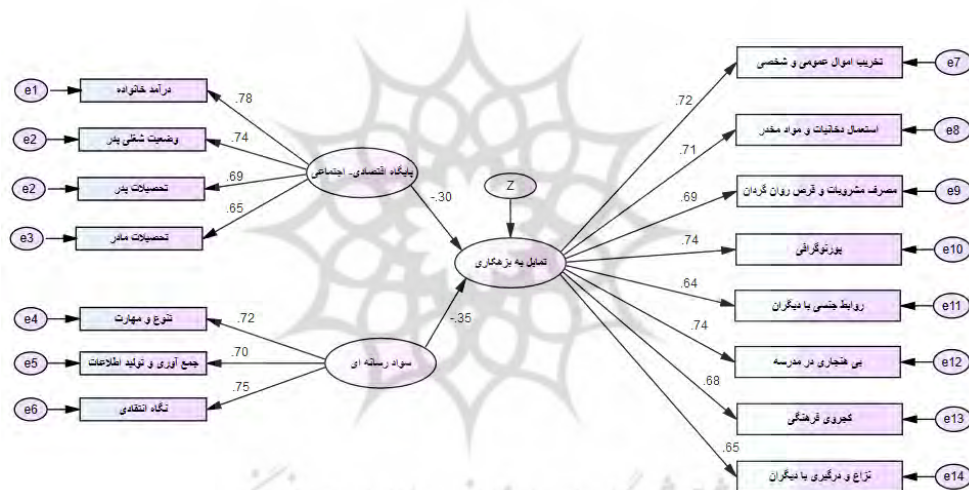 e1
درآمد خانواده
.78
e2
وضعیت شغلی پدر
.74
e2
تحصیلات پدر
.69
e3
تحصیلات مادر
.65
پایگاه اقتصادی- اجتماعی
-.30
e4
تنوع و مهارت
.72
e5
جمع آوری و تولید اطلاعات
.70
e6
نگاه انتقادی
.75
سواد رسانه ای
-.35
Z
تمایل به بزهکاری
.72
تخریب اموال عمومی و شخصی
e7
.71
استعمال دخانیات و مواد مخدر
e8
.69
مصرف مشروبات و قرص روان گردان
e9
.74
پورنوگرافی
e10
.64
روابط جنسی با دیگران
e11
.74
بی هنجاری در مدرسه
e12
.68
کجروی فرهنگی
e13
.65
نزاع و درگیری با دیگران
e14